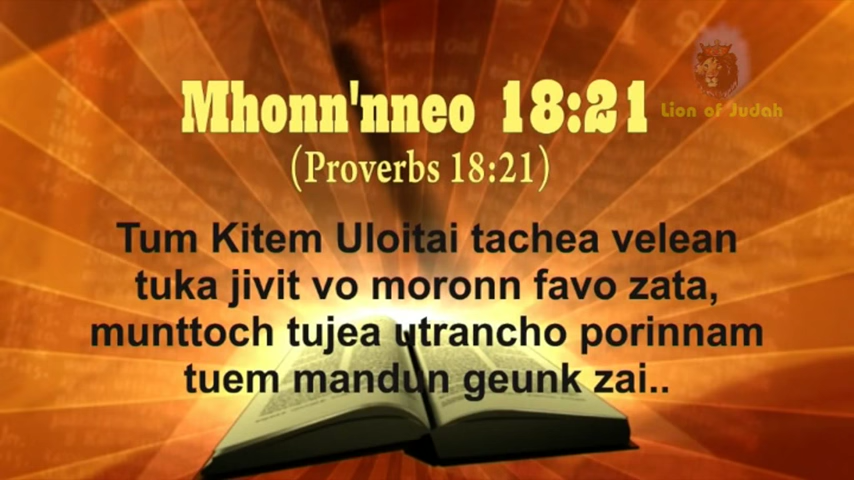 Mhonn'nneo 18:21
Lion of Judah
(Proverbs 18:21)
Tum Kitem Uloitai tachea velean
tuka jivit vo moronn favo zata,
munttoch tujea utrancho porinnam
tuem mandun geunk zai..